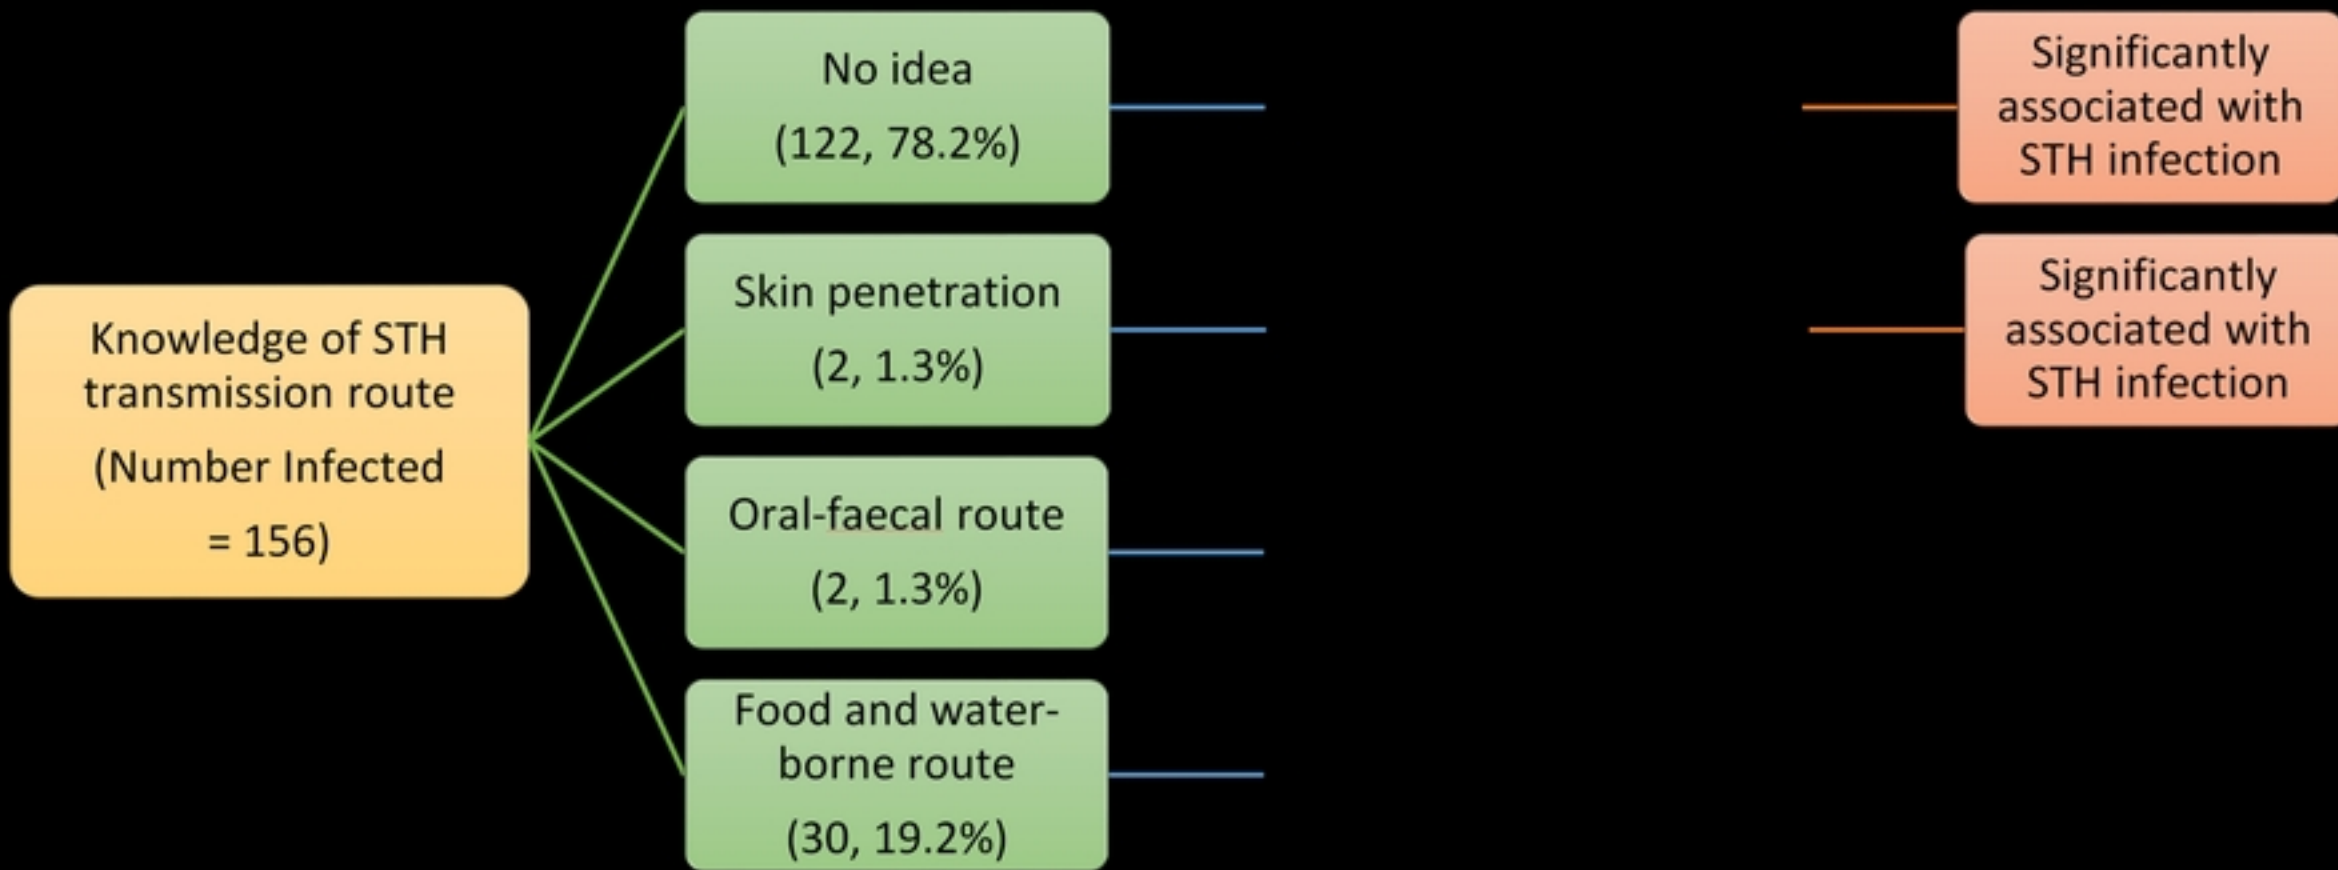 Knowledge of STH
transmission route
(Number Infected
= 156)
No idea
(122, 78.2%)
Significantly
associated with
STH infection
Skin penetration
(2, 1.3%)
Significantly
associated with
STH infection
Oral-faecal route
(2, 1.3%)
Food and water-
borne route
(30, 19.2%)